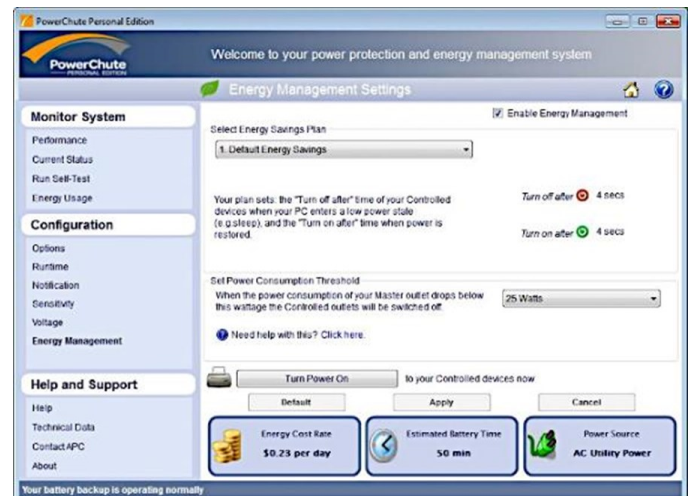 PowerChute Personal Edition
PowerChute
PERSONAL EDITION
Welcome to your power protection and energy management system
Energy Management Settings
Monitor System
Performance
Current Status
Run Self-Test
Energy Usage
Configuration
Options
Runtime
Notification
Sensitivity
Voltage
Energy Management
Help and Support
Help
Technical Data
Contact APC
About
Enable Energy Management
Select Energy Savings Plan
1. Default Energy Savings
Your plan sets: the "Turn off after" time of your Controlled
devices when your PC enters a low power state
(e.g.sleep), and the "Turn on after" time when power is
restored.
Turn off after 4 secs
Turn on after 4 secs
Set Power Consumption Threshold
When the power consumption of your Master outlet drops below
this wattage the Controlled outlets will be switched off.
25 Watts
Need help with this? Click here.
Turn Power On to your Controlled devices now
Default Apply Cancel
Energy Cost Rate
$0.23 per day
Estimated Battery Time
50 min
Power Source
AC Utility Power
Your battery backup is operating normally